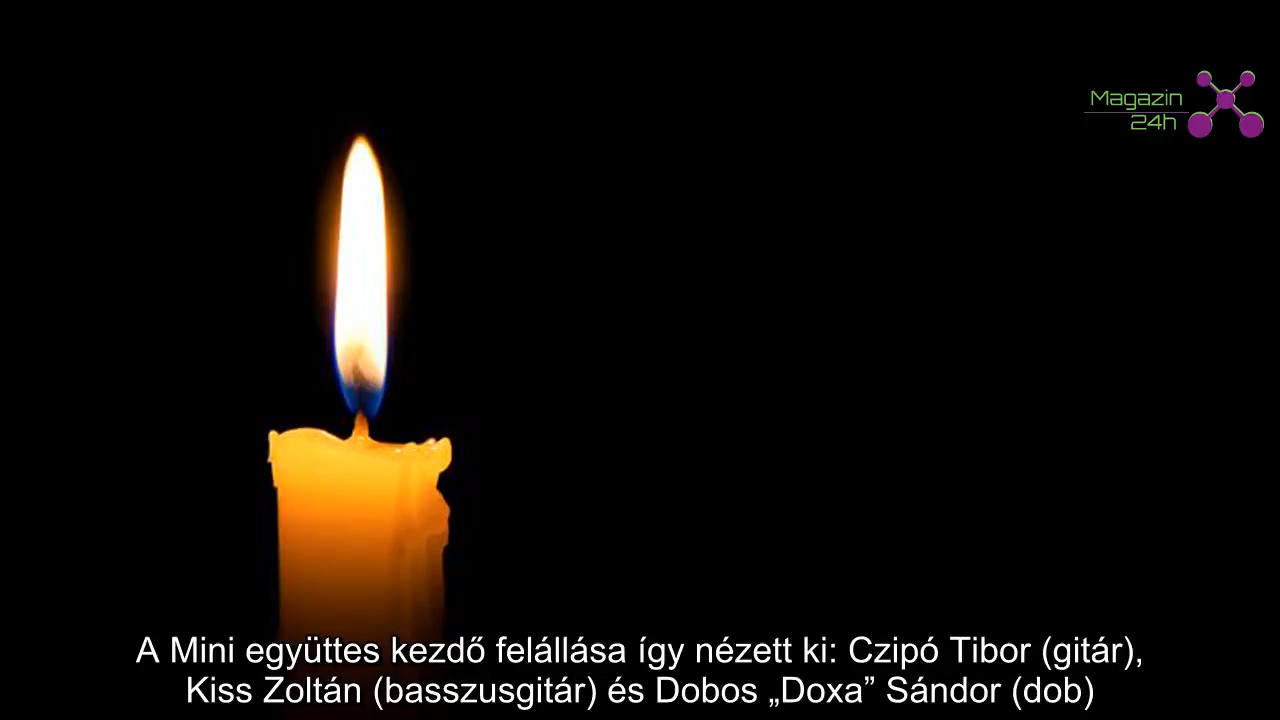 Magazin
24h
A Mini együttes kezdő felállása így nézett ki: Czipó Tibor (gitár),
Kiss Zoltán (basszusgitár) és Dobos „Doxa” Sándor (dob)